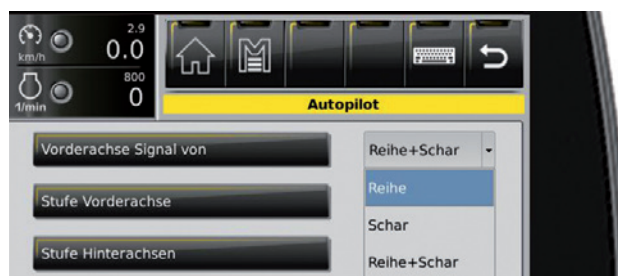 2.9
km/h 0.0
800
1/min 0
Autopilot
Vorderachse Signal von
Reihe+Schar
Reihe
Stufe Vorderachse
Schar
Stufe Hinterachsen
Reihe+Schar